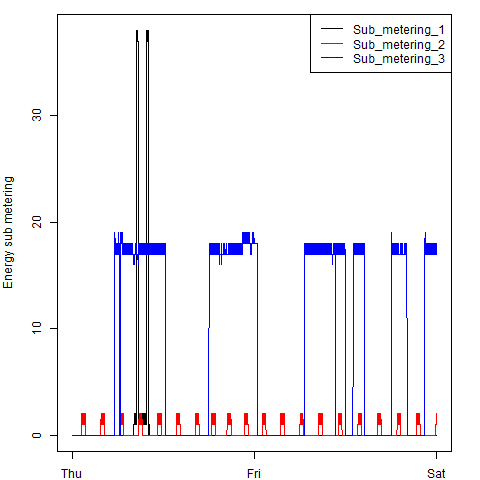 Sub_metering_1
Sub_metering_2
Sub_metering_3
Energy sub metering
30
20
10
0
Thu Fri Sat